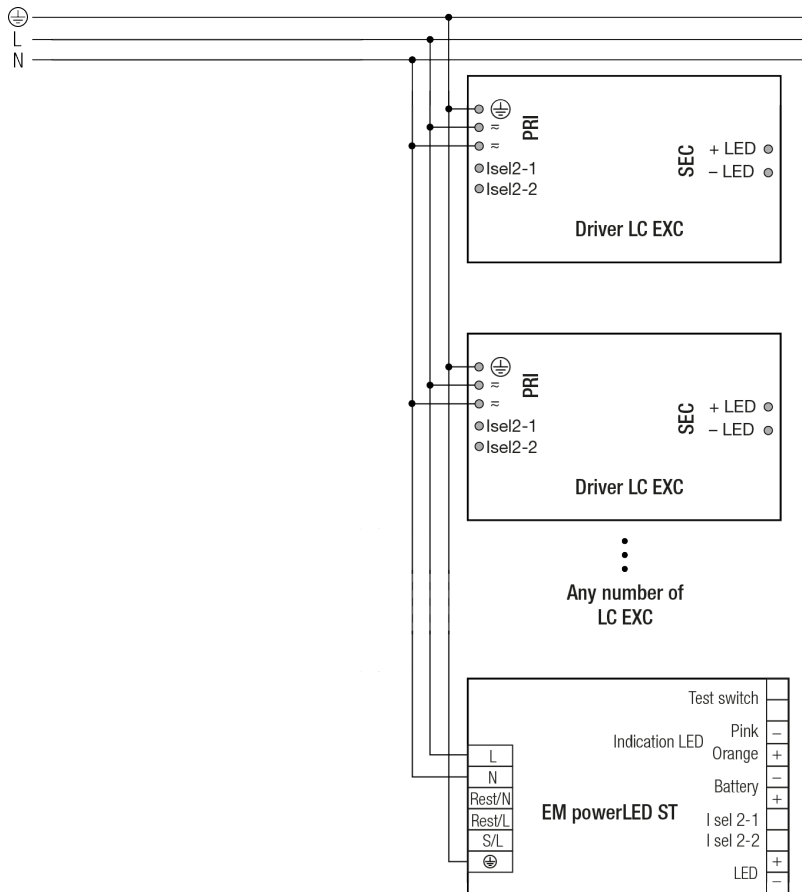 ⏚
L
N
⏚
≂
≂
PRI
Isel2-1
Isel2-2
SEC
+ LED
– LED
Driver LC EXC
⏚
≂
≂
PRI
Isel2-1
Isel2-2
SEC
+ LED
– LED
Driver LC EXC
Any number of
LC EXC
L
N
Rest/N
Rest/L
S/L
⏚
EM powerLED ST
Test switch
Indication LED
Pink –
Orange +
Battery
–
+
I sel 2-1
I sel 2-2
LED
+
–